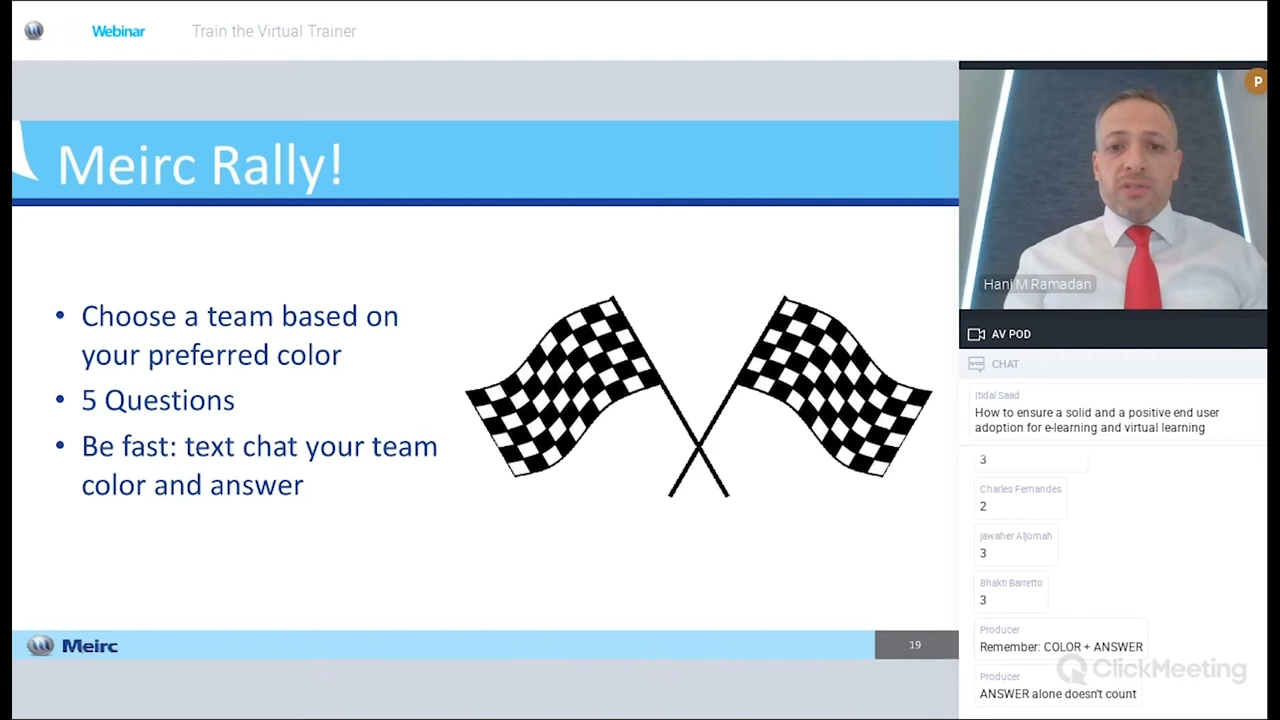 Webinar
Train the Virtual Trainer
Meirc Rally!
• Choose a team based on
your preferred color
• 5 Questions
• Be fast: text chat your team
color and answer
Meirc
19
P
Hani M Ramadan
AV POD
CHAT
Itidal Saad
How to ensure a solid and a positive end user
adoption for e-learning and virtual learning
3
Charles Fernandes
2
jawaher Aljomah
3
Bhakti Barretto
3
Producer
Remember: COLOR + ANSWER
ClickMeeting
Producer
ANSWER alone doesn't count